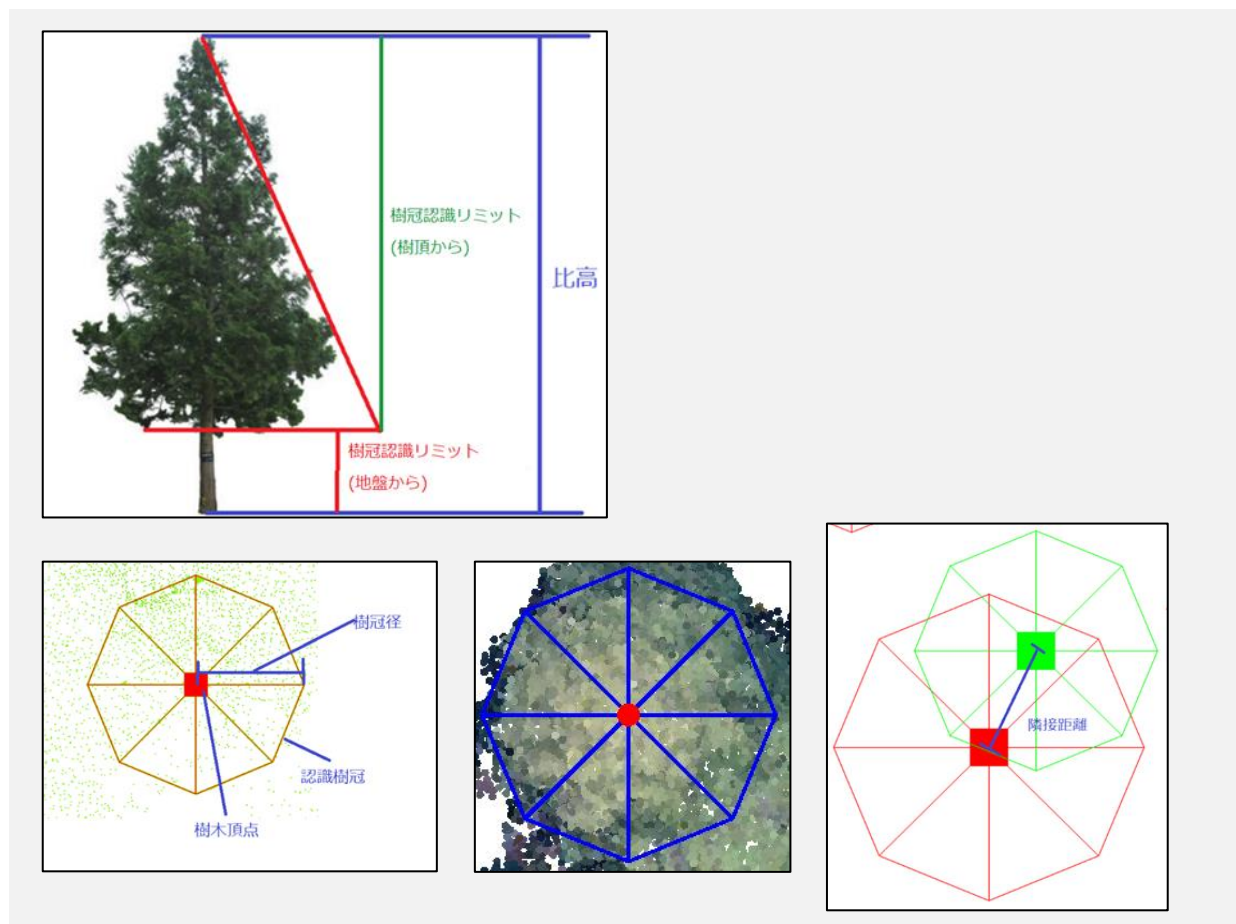 樹冠認識リミット
(樹頂から)
比高
樹冠認識リミット
(地盤から)
樹冠径
認識樹冠
樹木頂点
隣接距離